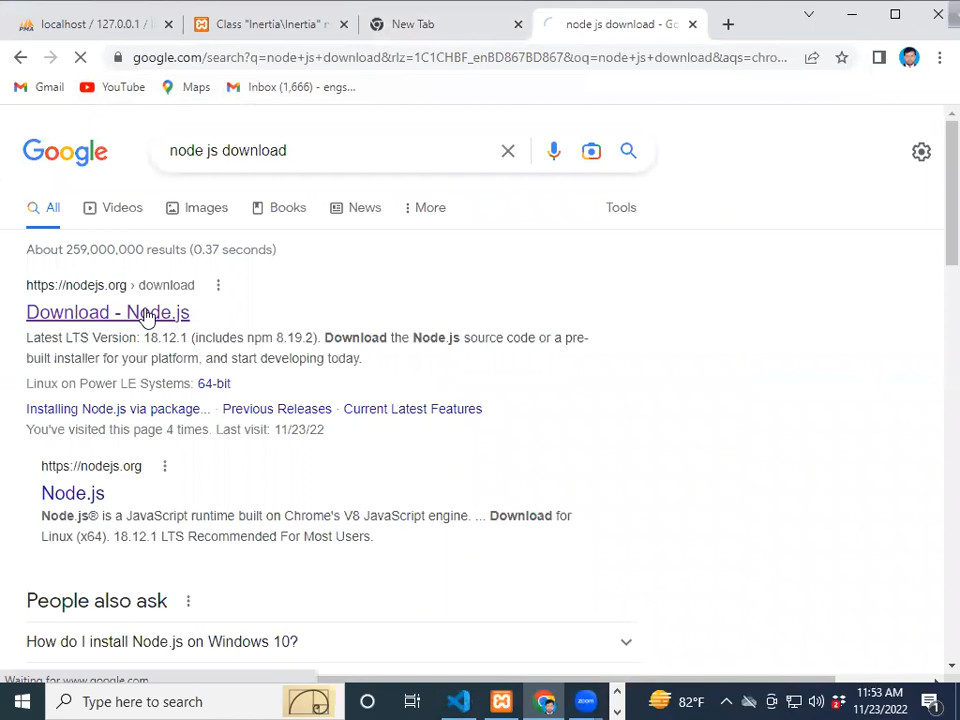 localhost / 127.0.0.1 /
Class "Inertia\Inertia" n
New Tab
node js download - Go
google.com/search?q=node+js+download&rlz=1C1CHBF_enBD867BD867&oq=node+js+download&aqs=chro...
Gmail
YouTube
Maps
Inbox (1,666) - engs...
Google
node js download
All
Videos
Images
Books
News
More
Tools
About 259,000,000 results (0.37 seconds)
https://nodejs.org › download
Download - Node.js
Latest LTS Version: 18.12.1 (includes npm 8.19.2). Download the Node.js source code or a pre-
built installer for your platform, and start developing today.
Linux on Power LE Systems: 64-bit
Installing Node.js via package... · Previous Releases · Current Latest Features
You've visited this page 4 times. Last visit: 11/23/22
https://nodejs.org
Node.js
Node.js® is a JavaScript runtime built on Chrome's V8 JavaScript engine. ... Download for
Linux (x64). 18.12.1 LTS Recommended For Most Users.
People also ask
How do I install Node.js on Windows 10?
Waiting for www.google.com
Type here to search
82°F
11:53 AM
11/23/2022
1